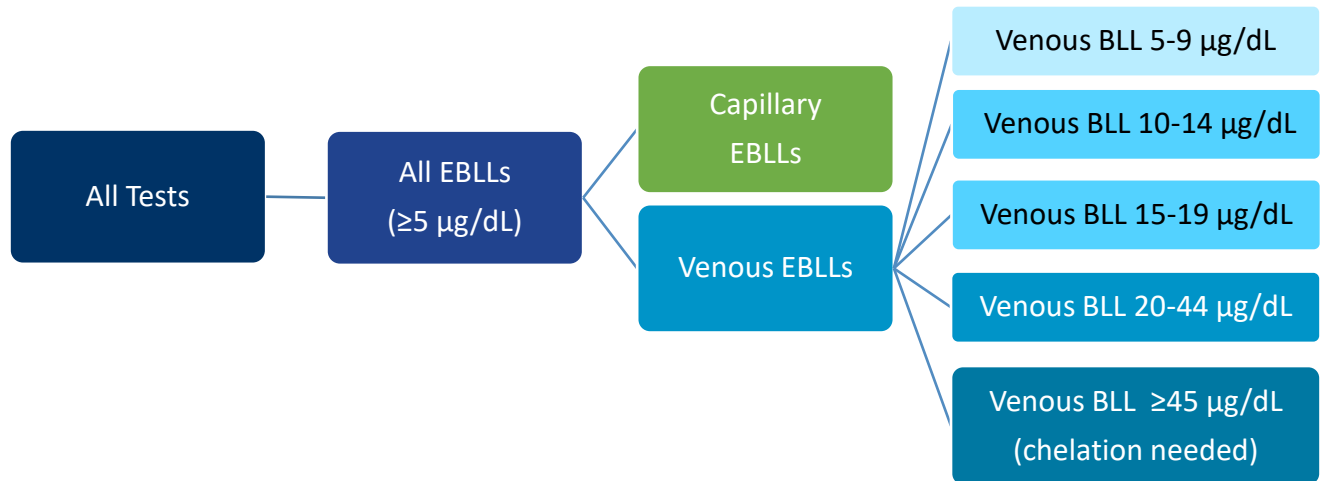 All Tests
All EBLLs
(≥5 µg/dL)
Capillary
EBLLs
Venous EBLLs
Venous BLL 5-9 µg/dL
Venous BLL 10-14 µg/dL
Venous BLL 15-19 µg/dL
Venous BLL 20-44 µg/dL
Venous BLL ≥45 µg/dL
(chelation needed)